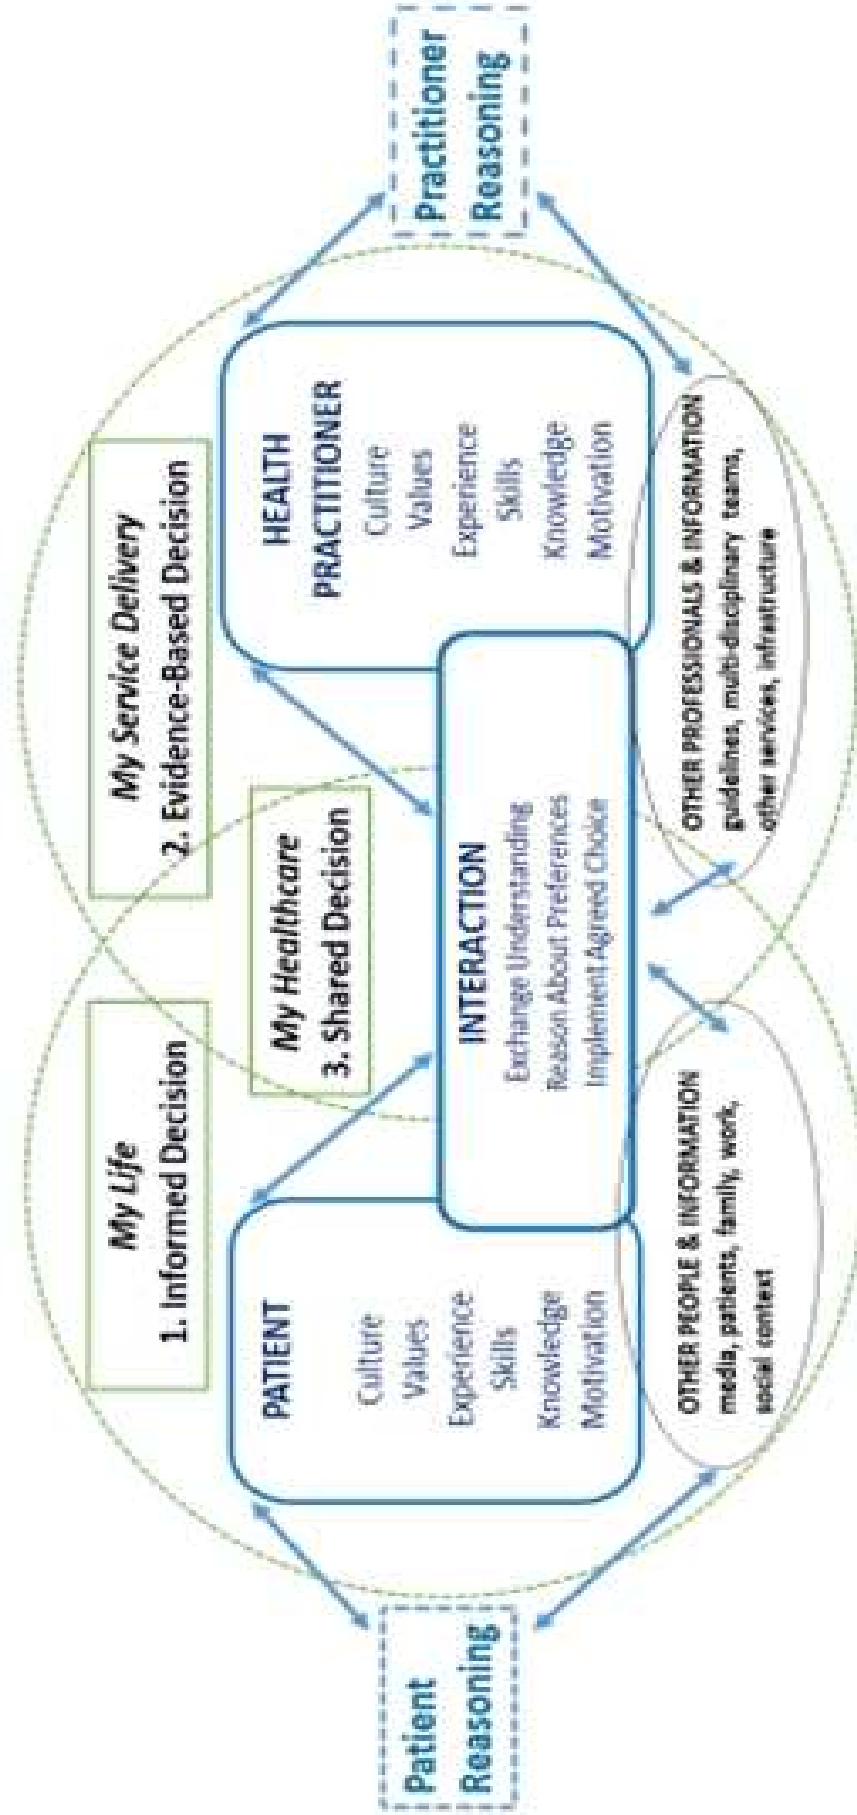 My Life
1. Informed Decision
My Service Delivery
2. Evidence-Based Decision
My Healthcare
3. Shared Decision
Patient
Reasoning
PATIENT
Culture
Values
Experience
Skills
Knowledge
Motivation
INTERACTION
Exchange Understanding
Reason About Preferences
Implement Agreed Choice
HEALTH
PRACTITIONER
Culture
Values
Experience
Skills
Knowledge
Motivation
Practitioner
Reasoning
OTHER PEOPLE & INFORMATION
media, patients, family, work,
social context
OTHER PROFESSIONALS & INFORMATION
guidelines, multi-disciplinary teams,
other services, infrastructure